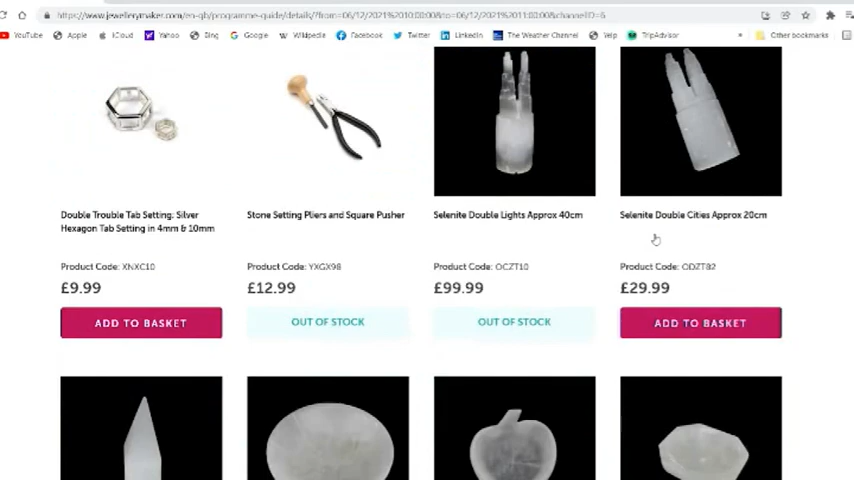 https://www.jewellerymaker.com/en-gb/programme-guide/details/?from=06/12/2021%2010:00:00&to=06/12/2021%2011:00:00&channelID=6
YouTube Apple iCloud Yahoo Bing Google Wikipedia Facebook Twitter LinkedIn The Weather Channel Yelp TripAdvisor » Other bookmarks
Double Trouble Tab Setting: Silver
Hexagon Tab Setting in 4mm & 10mm
Stone Setting Pliers and Square Pusher
Selenite Double Lights Approx 40cm
Selenite Double Cities Approx 20cm
Product Code: XNXC10
Product Code: YXGX98
Product Code: OCZT10
Product Code: ODZT82
£9.99
£12.99
£99.99
£29.99
ADD TO BASKET
OUT OF STOCK
OUT OF STOCK
ADD TO BASKET